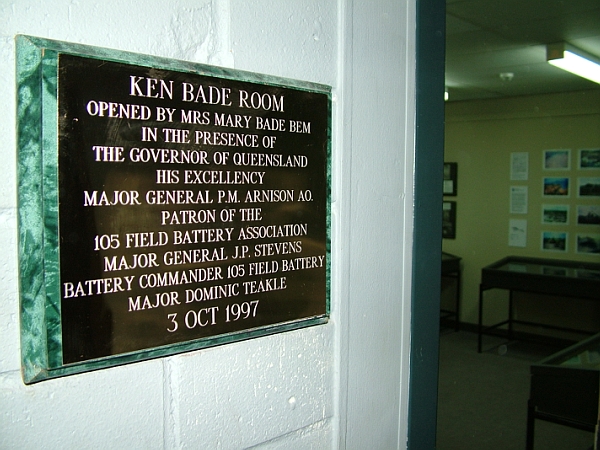 KEN BADE ROOM
OPENED BY MRS MARY BADE BEM
IN THE PRESENCE OF
THE GOVERNOR OF QUEENSLAND
HIS EXCELLENCY
MAJOR GENERAL P.M. ARNISON AO.
PATRON OF THE
105 FIELD BATTERY ASSOCIATION
MAJOR GENERAL J.P. STEVENS
BATTERY COMMANDER 105 FIELD BATTERY
MAJOR DOMINIC TEAKLE
3 OCT 1997